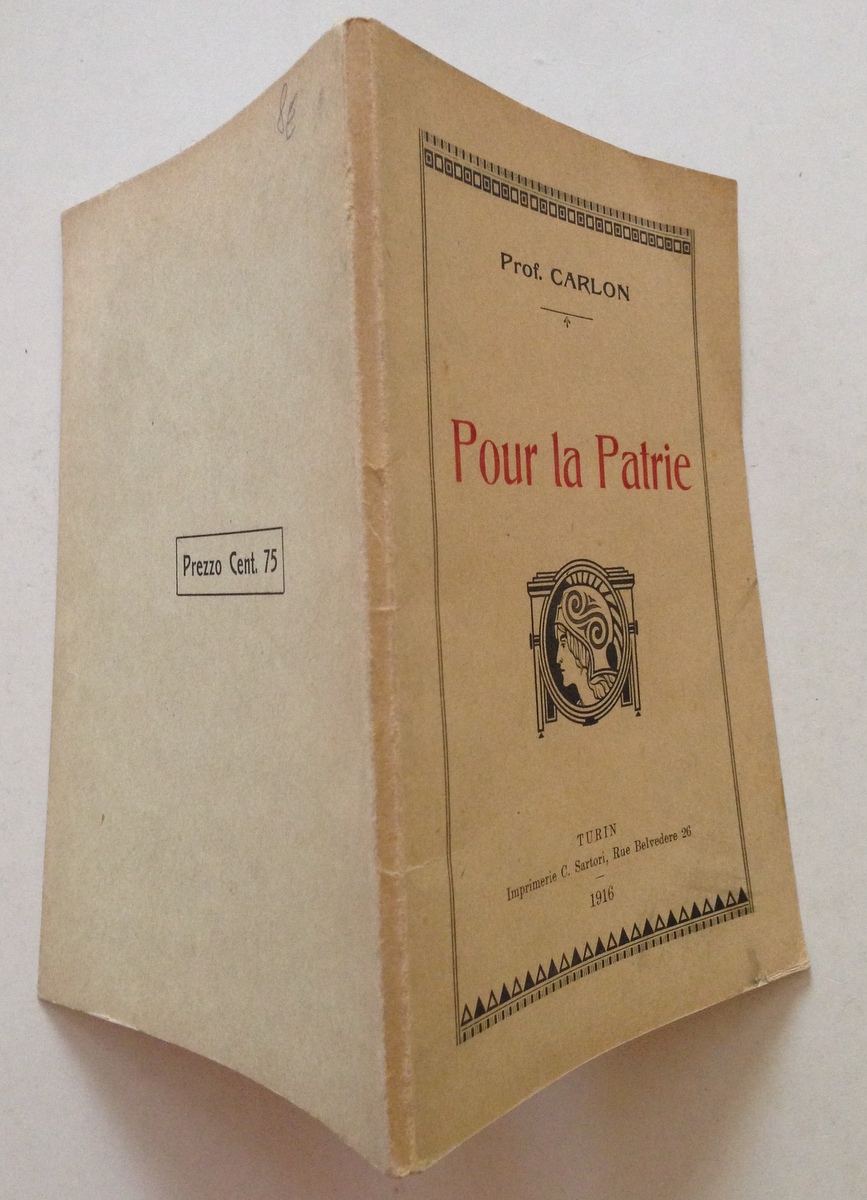 Prof. CARLON
Pour la Patrie
TURIN
Imprimerie C. Sartori, Rue Belvedere 26
1916
Prezzo Cent. 75